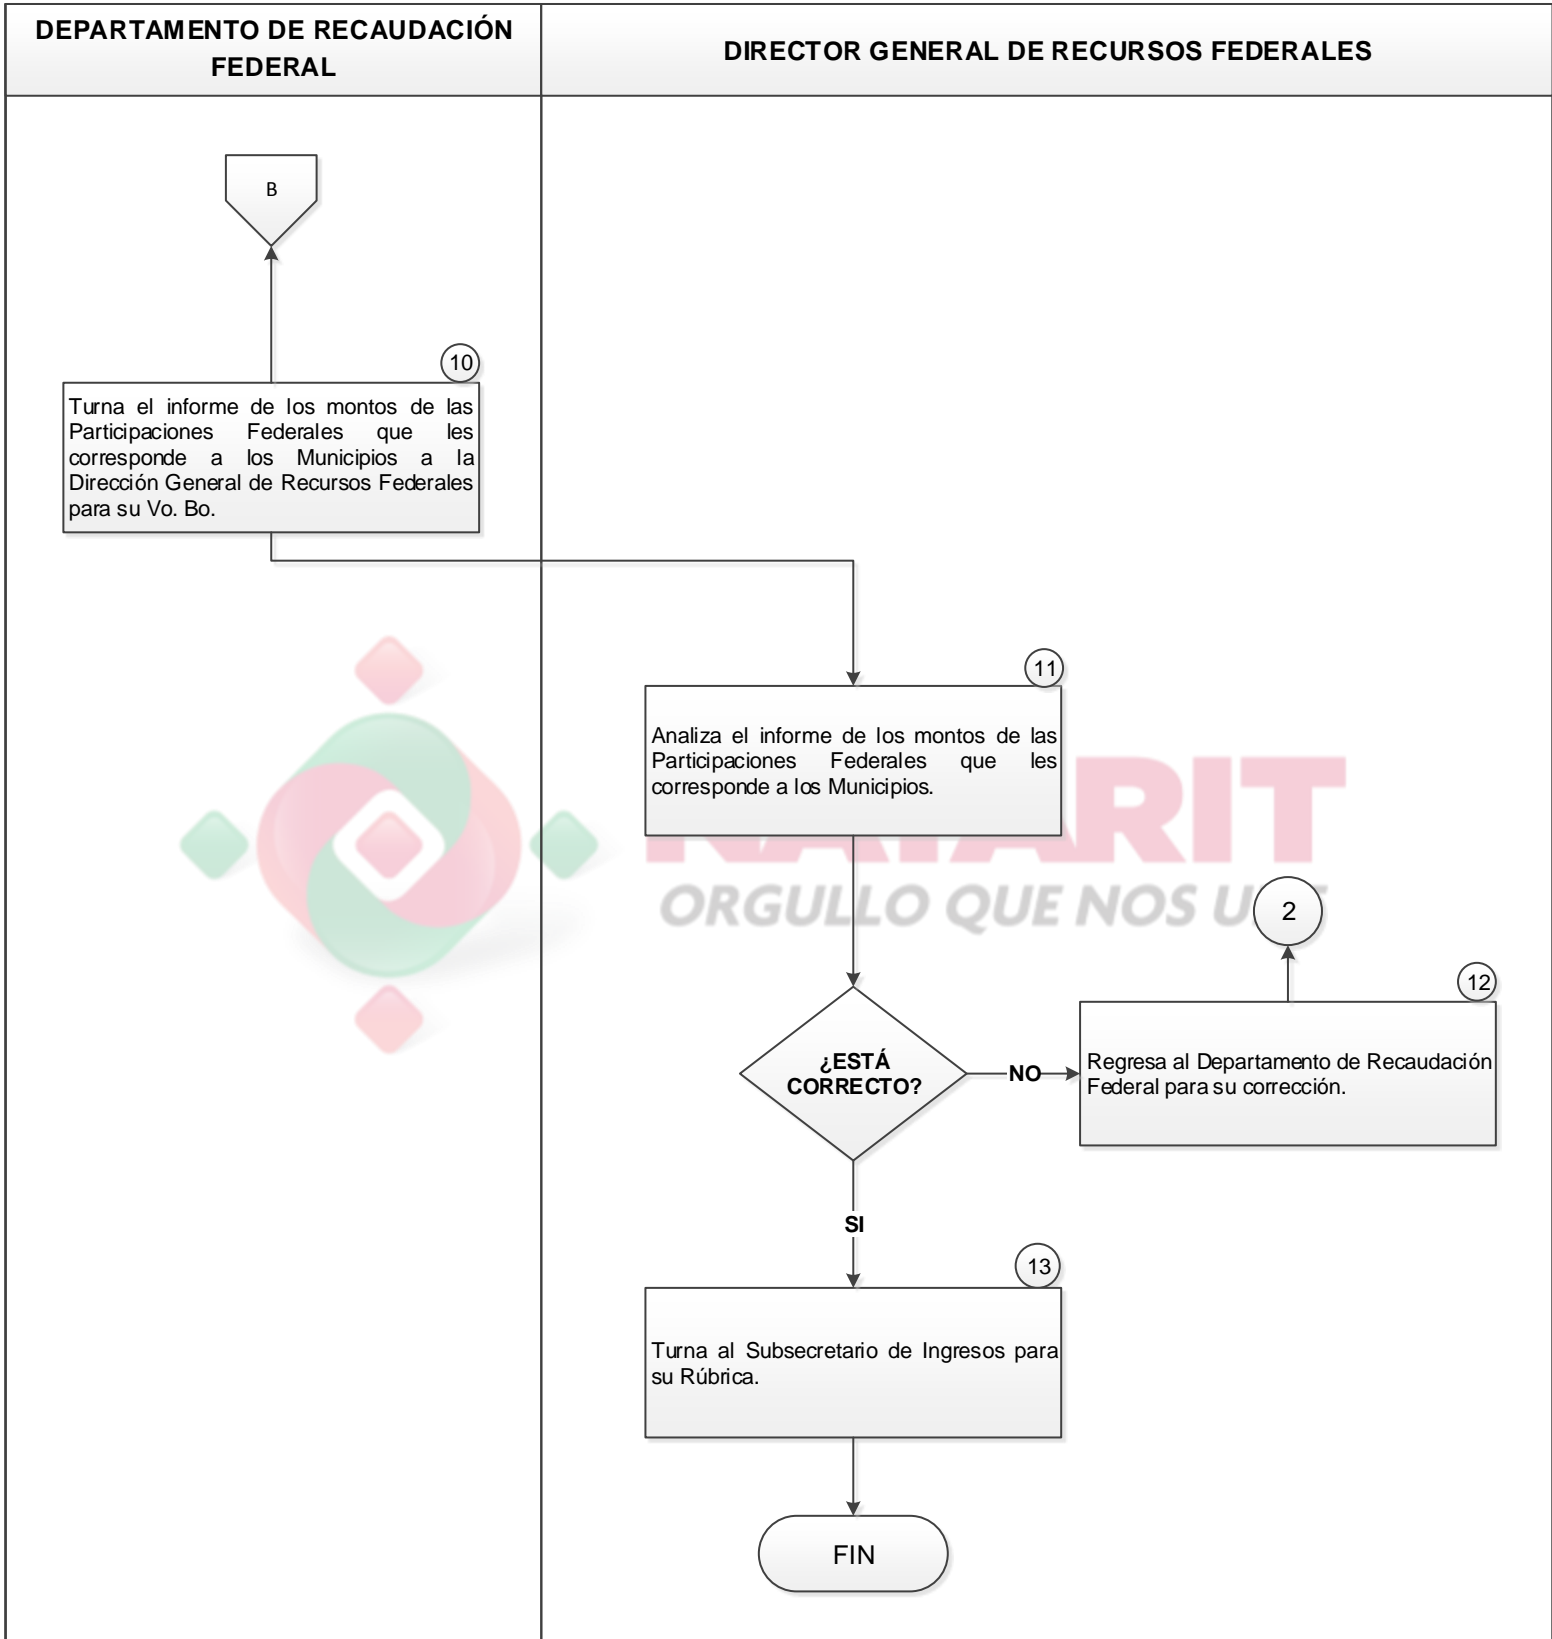 DEPARTAMENTO DE RECAUDACIÓN
FEDERAL
DIRECTOR GENERAL DE RECURSOS FEDERALES
B
10
Turna el informe de los montos de las
Participaciones Federales que les
corresponde a los Municipios a la
Dirección General de Recursos Federales
para su Vo. Bo.
11
Analiza el informe de los montos de las
Participaciones Federales que les
corresponde a los Municipios.
NAYARIT
ORGULLO QUE NOS UNE
2
12
¿ESTÁ
CORRECTO?
NO
Regresa al Departamento de Recaudación
Federal para su corrección.
SI
13
Turna al Subsecretario de Ingresos para
su Rúbrica.
FIN